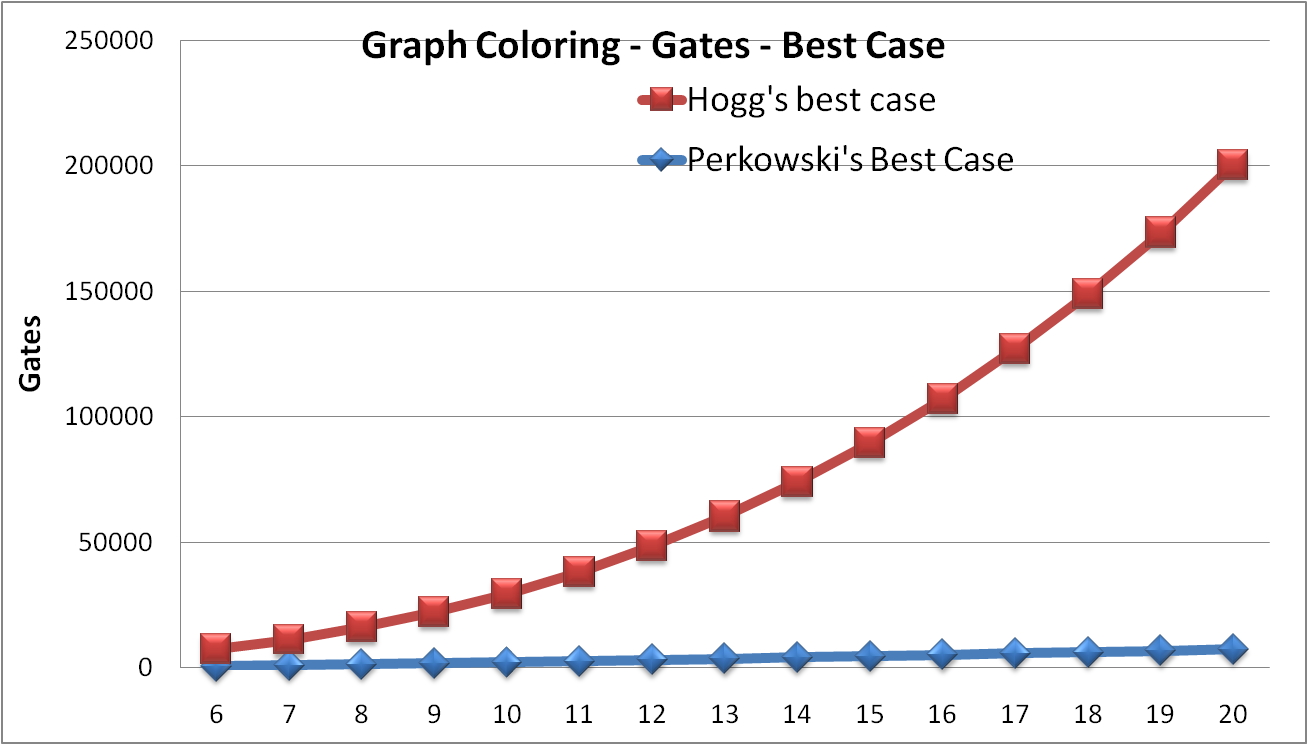 Graph Coloring - Gates - Best Case
Hogg's best case
Perkowski's Best Case
Gates
250000
200000
150000
100000
50000
0
6 7 8 9 10 11 12 13 14 15 16 17 18 19 20